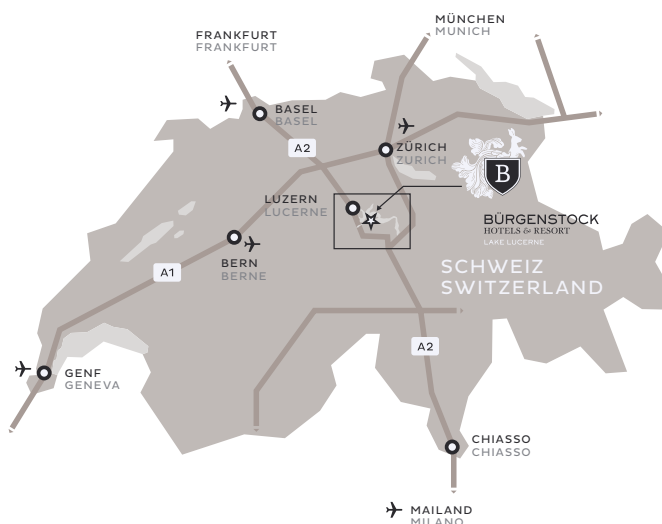 MÜNCHEN
MUNICH
FRANKFURT
FRANKFURT
BASEL
BASEL
A2
ZÜRICH
ZURICH
B
LUZERN
LUCERNE
BÜRGENSTOCK
HOTELS & RESORT
LAKE LUCERNE
BERN
BERNE
A1
SCHWEIZ
SWITZERLAND
A2
GENF
GENEVA
CHIASSO
CHIASSO
MAILAND
MILANO